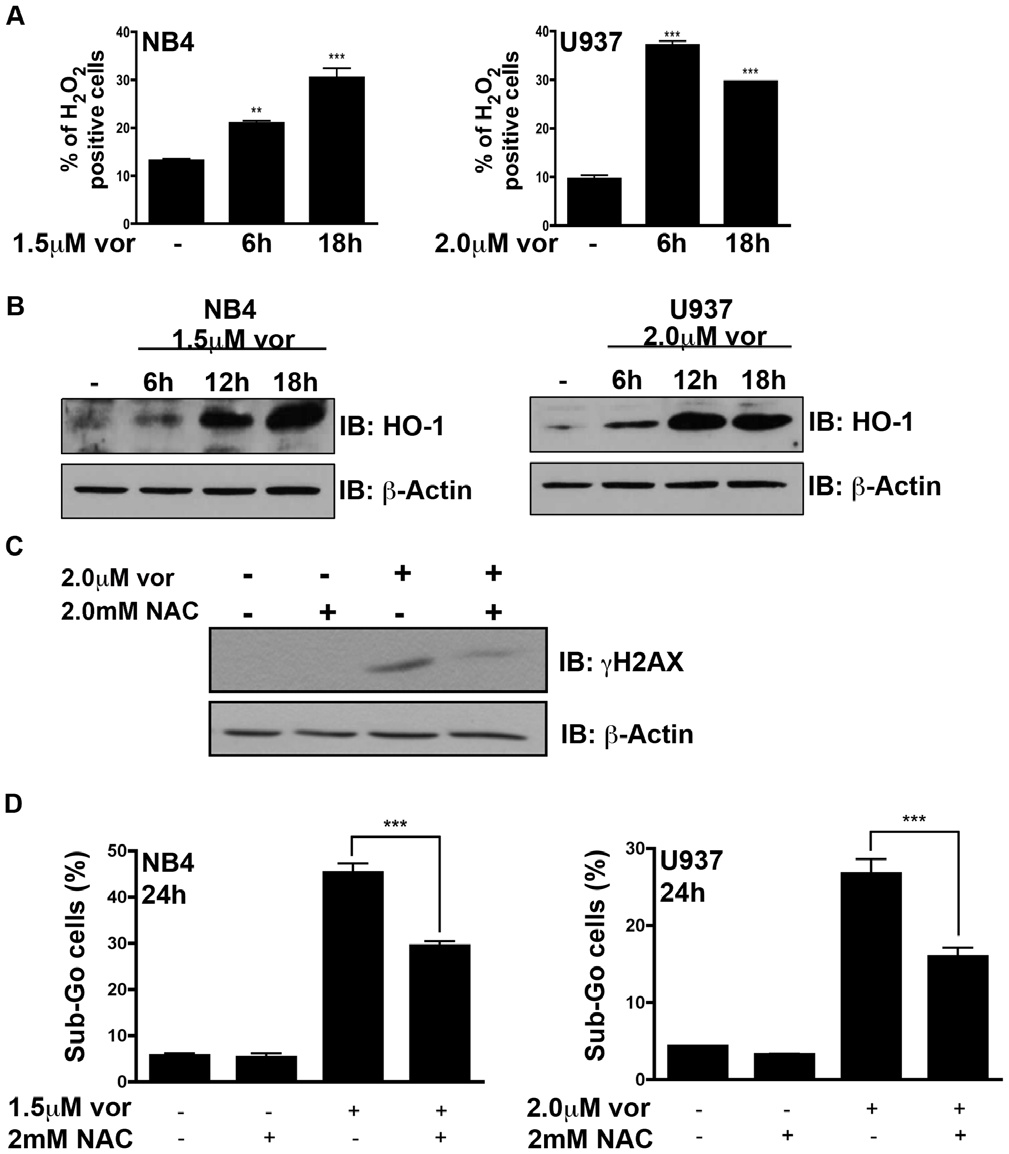 A
NB4
U937
% of H2O2 positive cells
40
30
20
10
0
**
***
% of H2O2 positive cells
40
30
20
10
0
***
***
1.5μM vor - 6h 18h
2.0μM vor - 6h 18h
B
NB4
1.5μM vor
- 6h 12h 18h
IB: HO-1
IB: β-Actin
U937
2.0μM vor
- 6h 12h 18h
IB: HO-1
IB: β-Actin
C
2.0μM vor - - + +
2.0mM NAC - + - +
IB: γH2AX
IB: β-Actin
D
NB4
24h
Sub-Go cells (%)
50
40
30
20
10
0
***
1.5μM vor - - + +
2mM NAC - + - +
U937
24h
Sub-Go cells (%)
30
20
10
0
***
2.0μM vor - - + +
2mM NAC - + - +